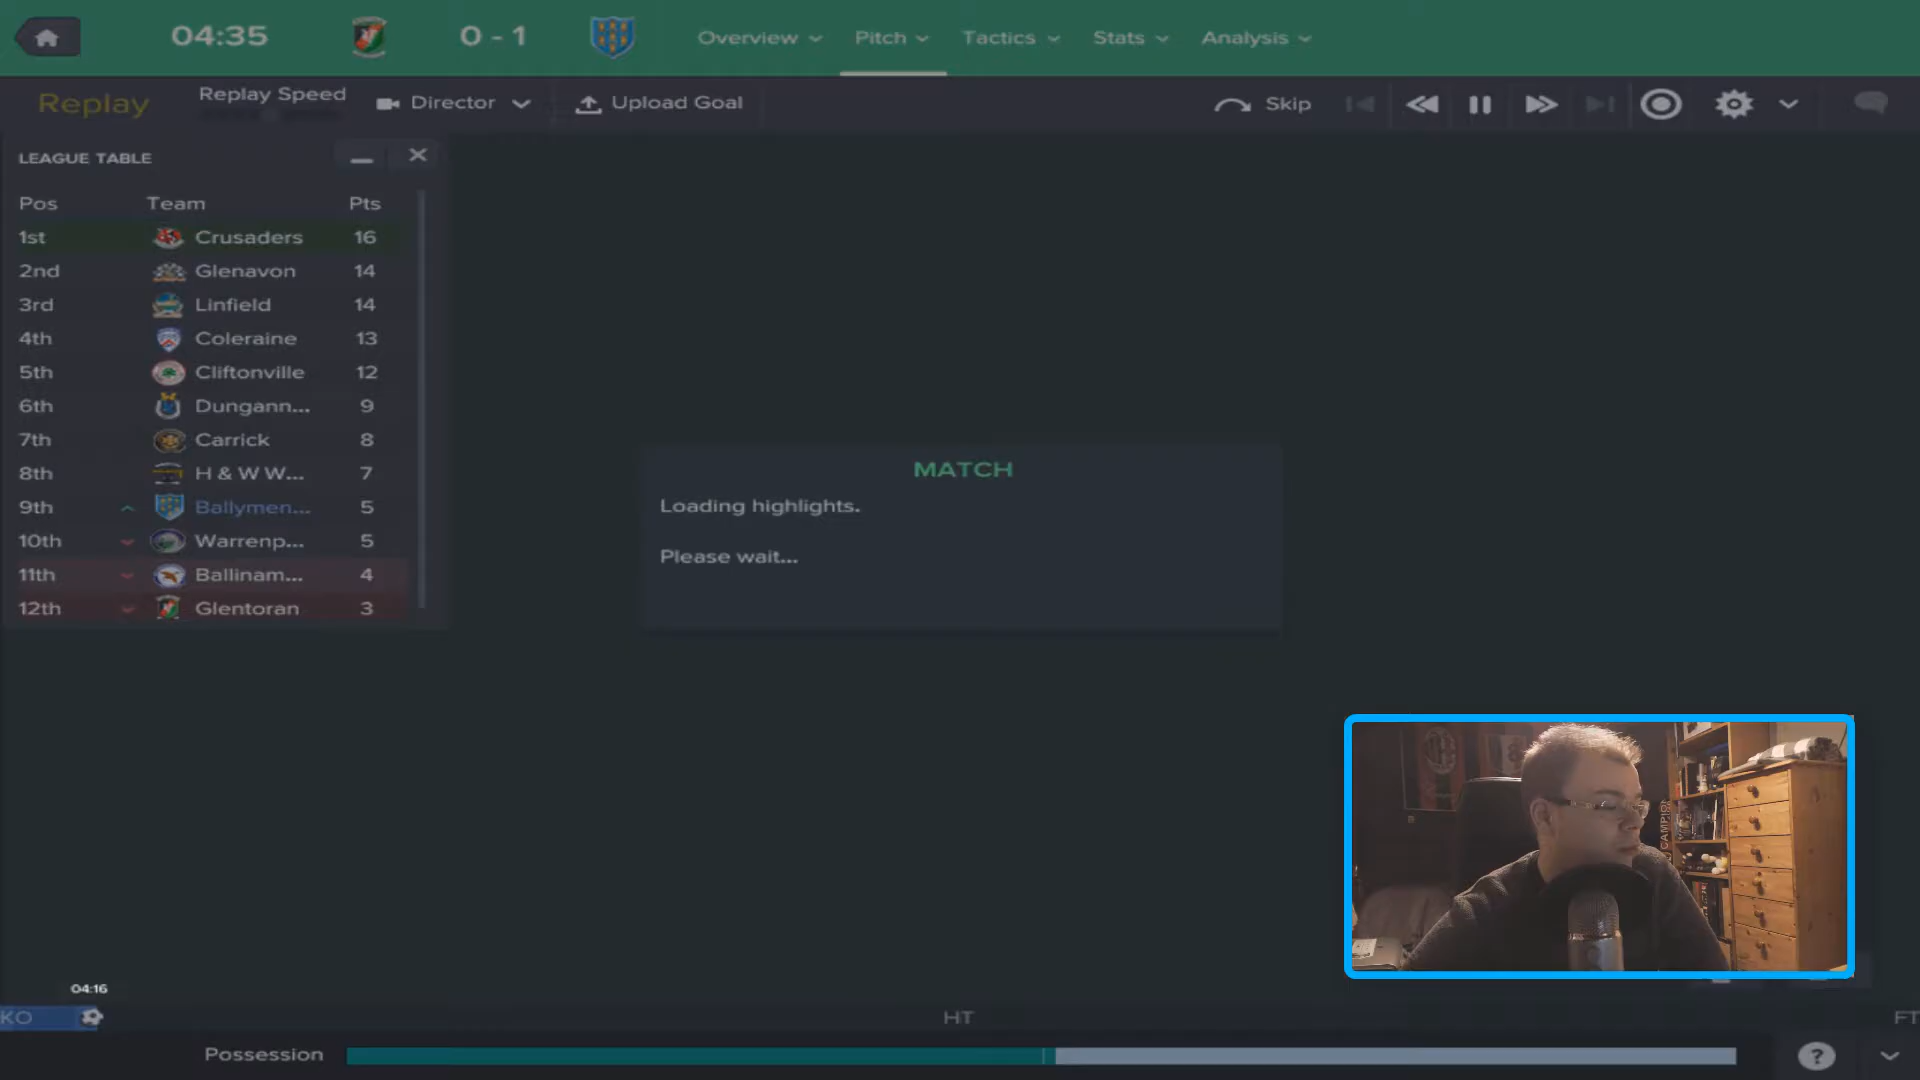 04:35 0 - 1 Overview Pitch Tactics Stats Analysis
Replay Replay Speed Director Upload Goal Skip
LEAGUE TABLE
Pos Team Pts
1st Crusaders 16
2nd Glenavon 14
3rd Linfield 14
4th Coleraine 13
5th Cliftonville 12
6th Dungann... 9
7th Carrick 8
8th H & W W... 7
9th Ballymen... 5
10th Warrenp... 5
11th Ballinam... 4
12th Glentoran 3
MATCH
Loading highlights.
Please wait...
CAMPIO
04:16
KO HT FT
Possession ?